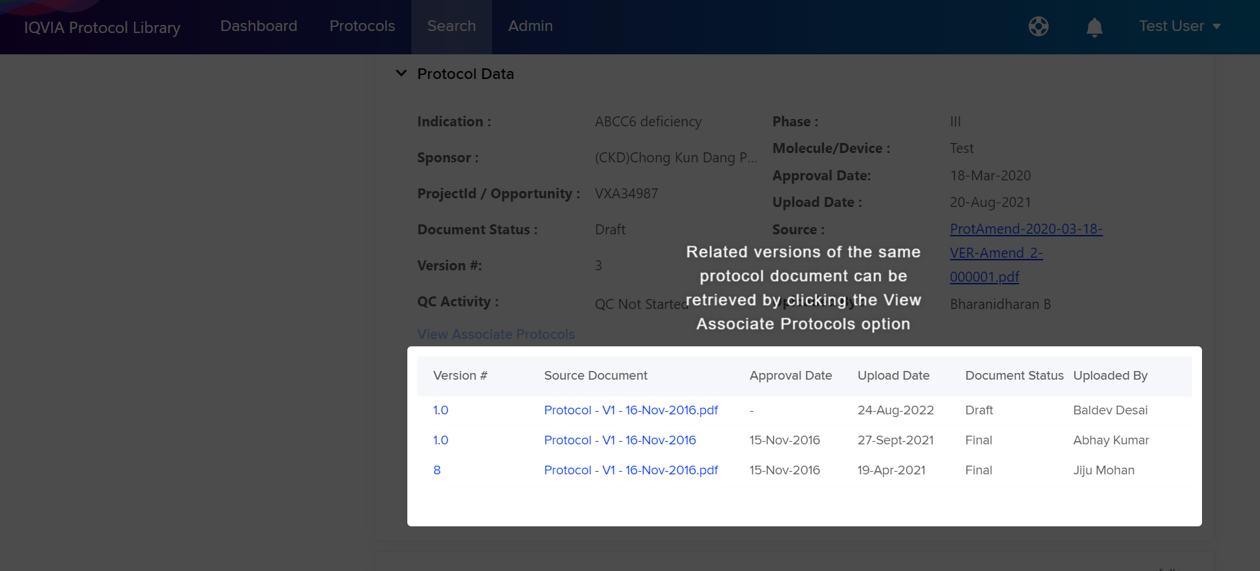 IQVIA Protocol Library Dashboard Protocols Search Admin Test User
Protocol Data
Indication : ABCC6 deficiency Phase : III
Molecule/Device : Test
Sponsor : (CKD)Chong Kun Dang P...
Approval Date: 18-Mar-2020
ProjectId / Opportunity : VXA34987
Upload Date : 20-Aug-2021
Document Status : Draft Source : ProtAmend-2020-03-18-
VER-Amend 2-
000001.pdf
Version #: 3
QC Activity : QC Not Started Bharanidharan B
Related versions of the same
protocol document can be
retrieved by clicking the View
Associate Protocols option
View Associate Protocols
Version # Source Document Approval Date Upload Date Document Status Uploaded By
1.0 Protocol - V1 - 16-Nov-2016.pdf - 24-Aug-2022 Draft Baldev Desai
1.0 Protocol - V1 - 16-Nov-2016 15-Nov-2016 27-Sept-2021 Final Abhay Kumar
8 Protocol - V1 - 16-Nov-2016.pdf 15-Nov-2016 19-Apr-2021 Final Jiju Mohan